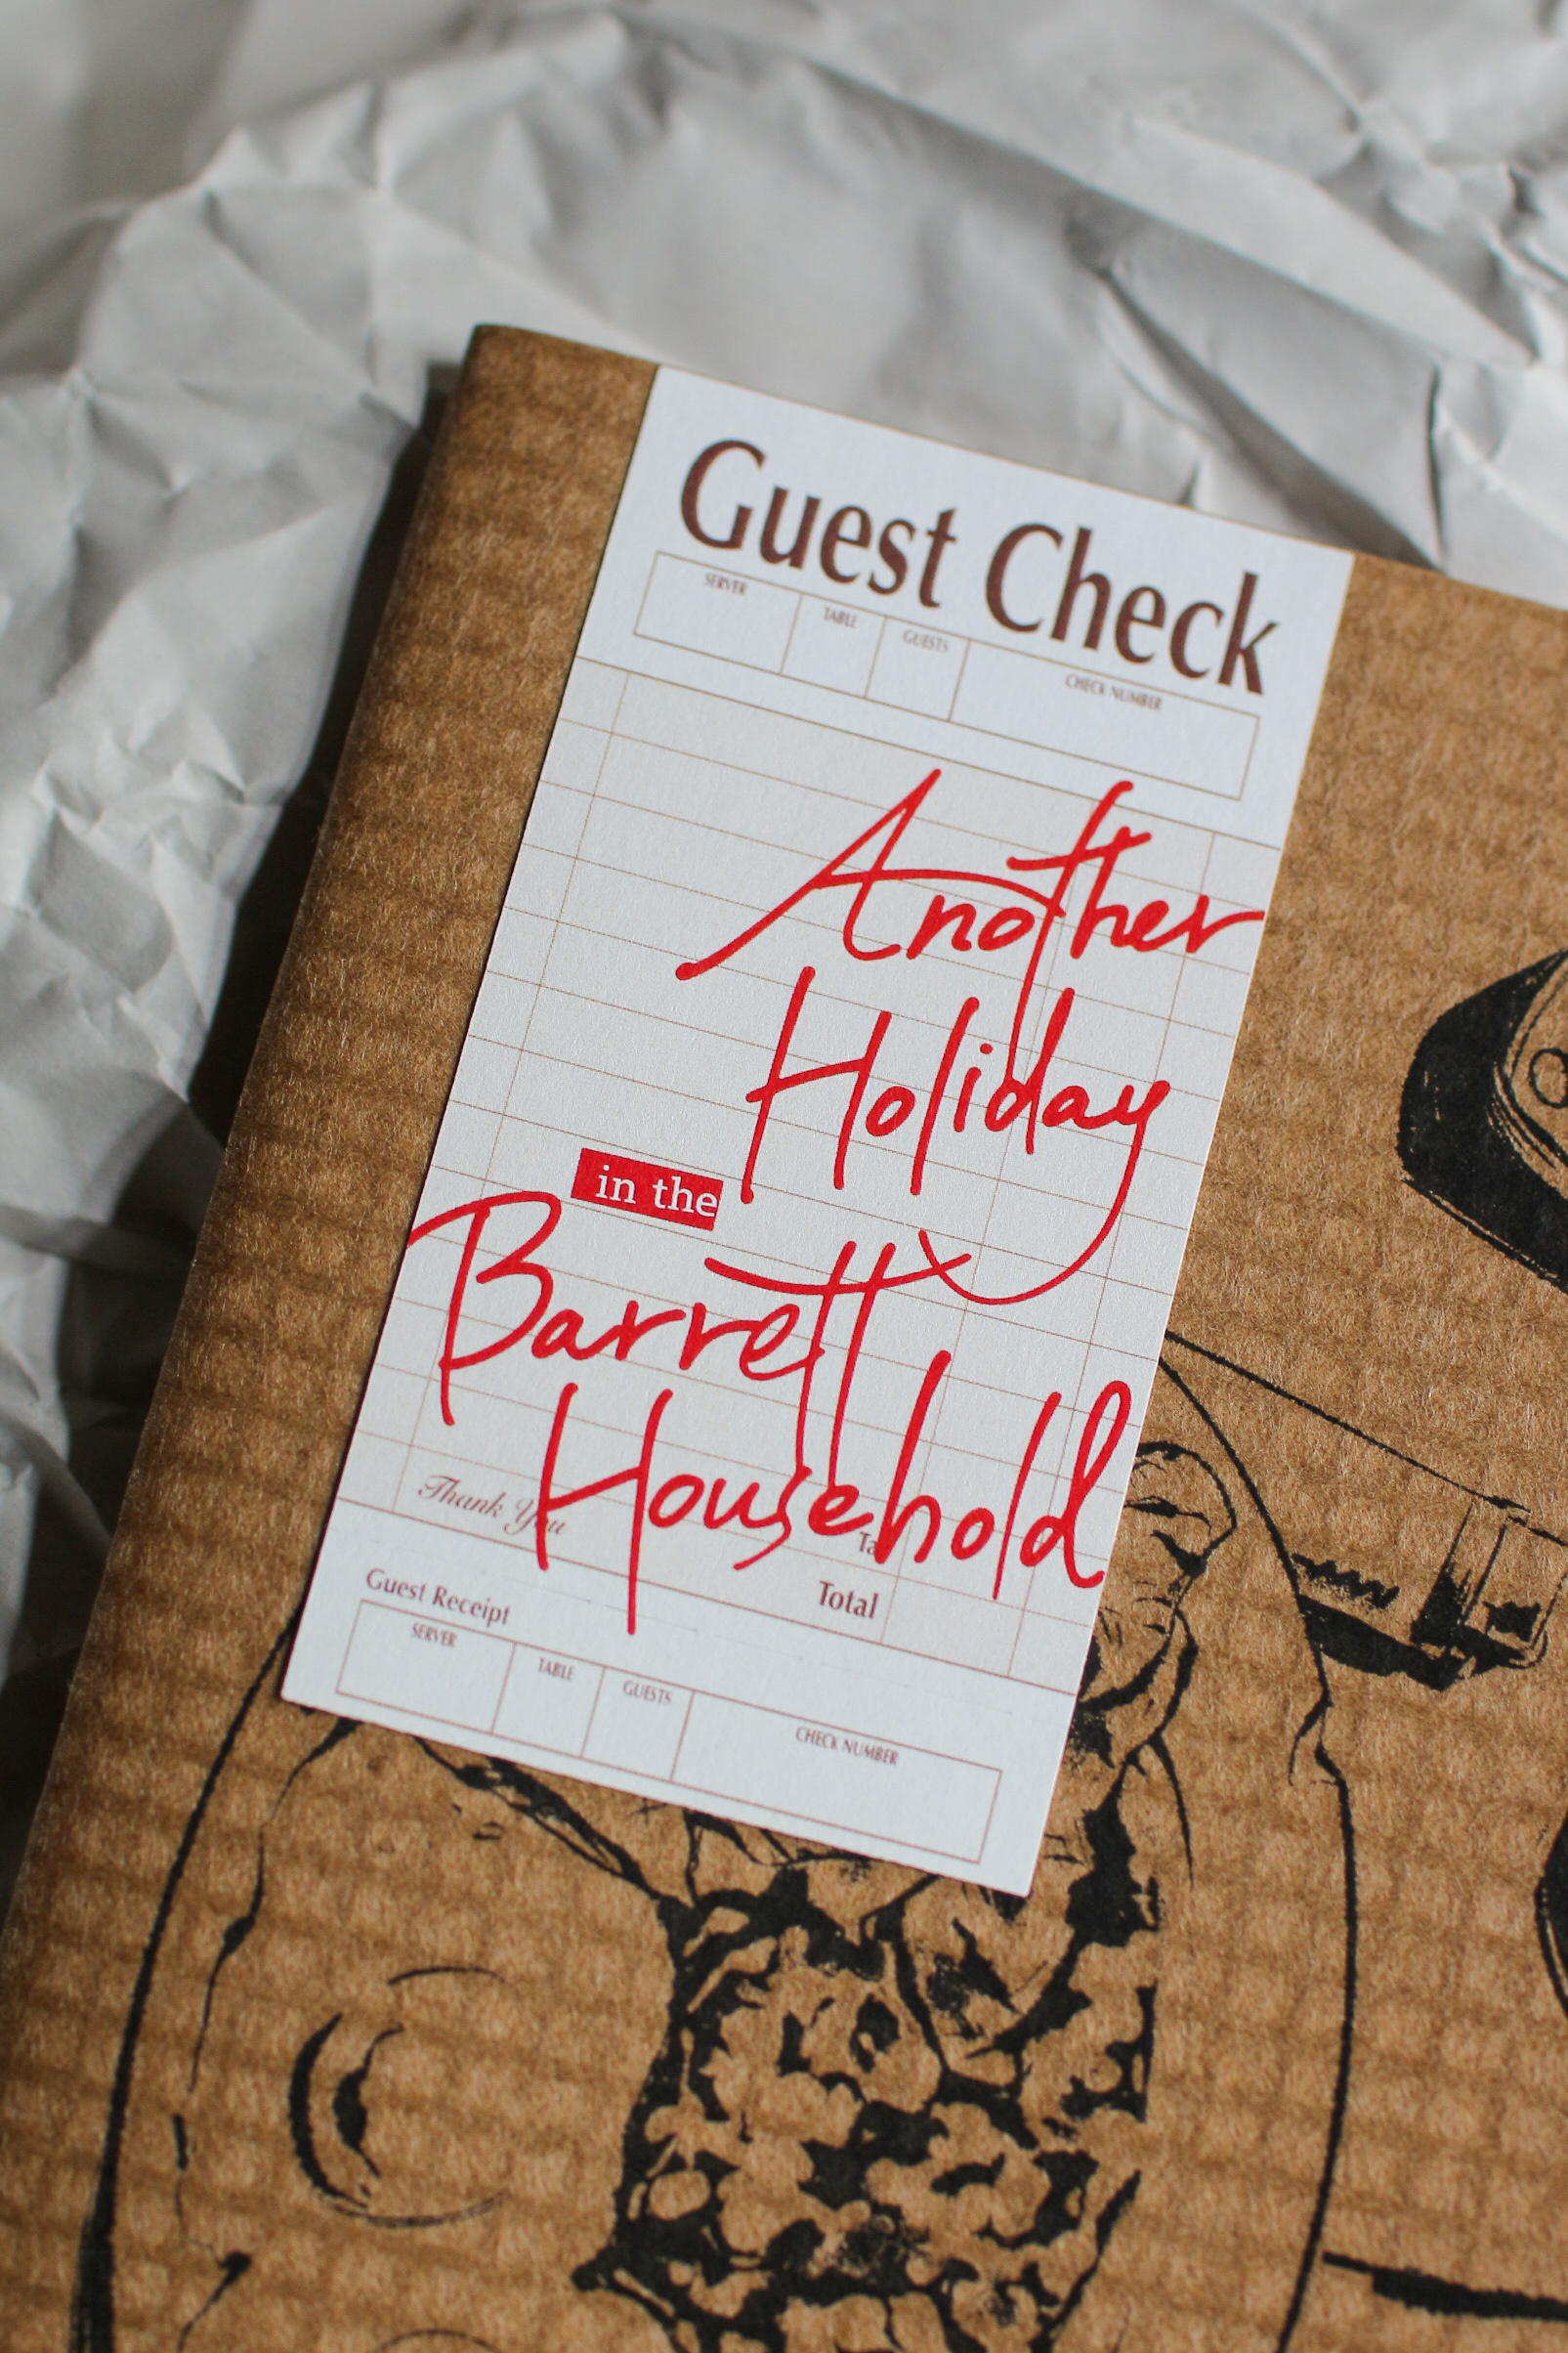 Guest Check
SERVER TABLE GUESTS CHECK NUMBER
Another
Holiday
in the
Barrett
Household
Thank You
Total
Guest Receipt
SERVER TABLE GUESTS CHECK NUMBER